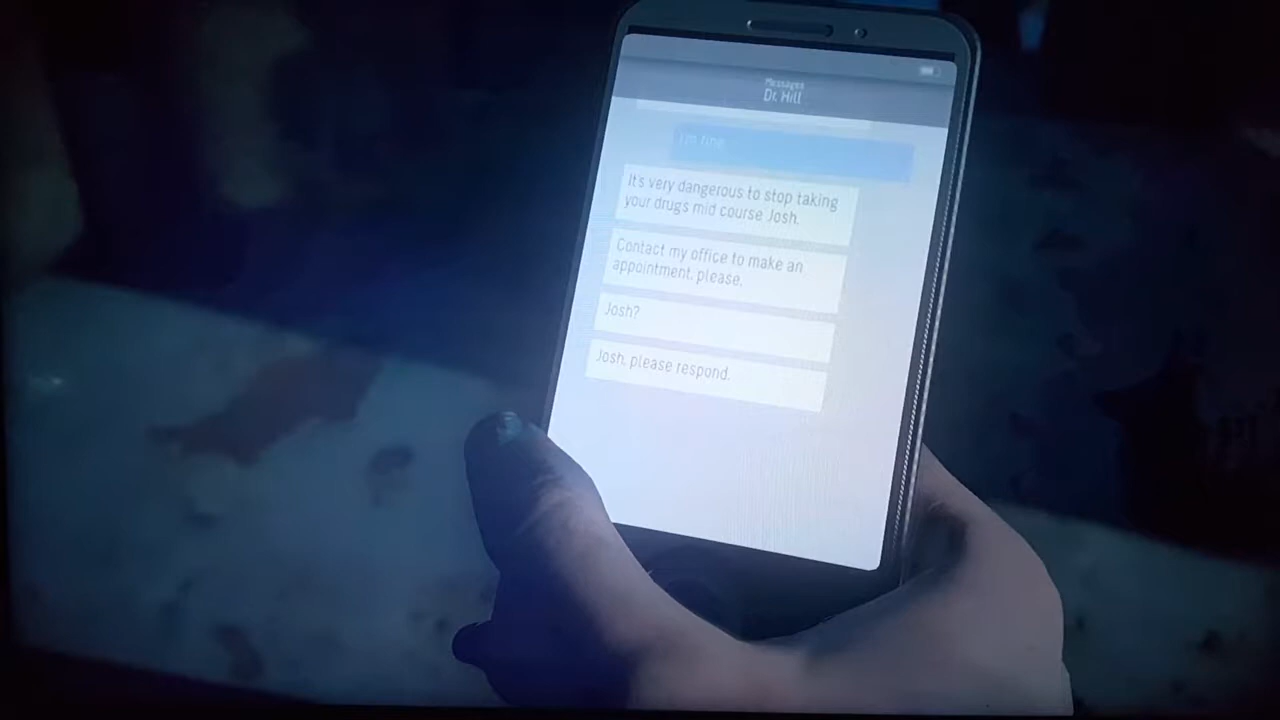 Messages
Dr. Hill
I'm fine
It's very dangerous to stop taking
your drugs mid course Josh.
Contact my office to make an
appointment, please.
Josh?
Josh, please respond.